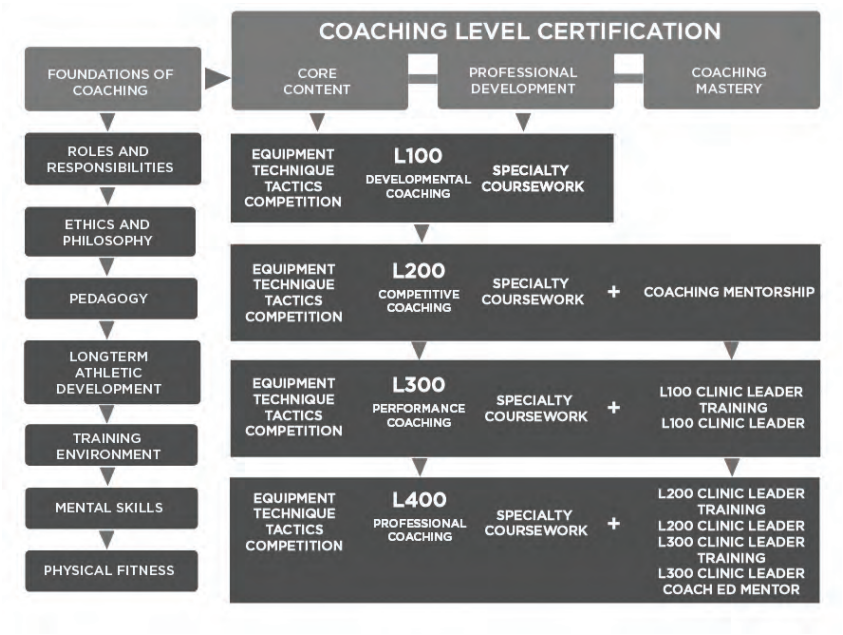 COACHING LEVEL CERTIFICATION
FOUNDATIONS OF
COACHING
CORE
CONTENT
PROFESSIONAL
DEVELOPMENT
COACHING
MASTERY
ROLES AND
RESPONSIBILITIES
ETHICS AND
PHILOSOPHY
PEDAGOGY
LONGTERM
ATHLETIC
DEVELOPMENT
TRAINING
ENVIRONMENT
MENTAL SKILLS
PHYSICAL FITNESS
EQUIPMENT
TECHNIQUE
TACTICS
COMPETITION
L100
DEVELOPMENTAL
COACHING
SPECIALTY
COURSEWORK
EQUIPMENT
TECHNIQUE
TACTICS
COMPETITION
L200
COMPETITIVE
COACHING
SPECIALTY
COURSEWORK
+
COACHING MENTORSHIP
EQUIPMENT
TECHNIQUE
TACTICS
COMPETITION
L300
PERFORMANCE
COACHING
SPECIALTY
COURSEWORK
+
L100 CLINIC LEADER
TRAINING
L100 CLINIC LEADER
EQUIPMENT
TECHNIQUE
TACTICS
COMPETITION
L400
PROFESSIONAL
COACHING
SPECIALTY
COURSEWORK
+
L200 CLINIC LEADER
TRAINING
L200 CLINIC LEADER
L300 CLINIC LEADER
TRAINING
L300 CLINIC LEADER
COACH ED MENTOR